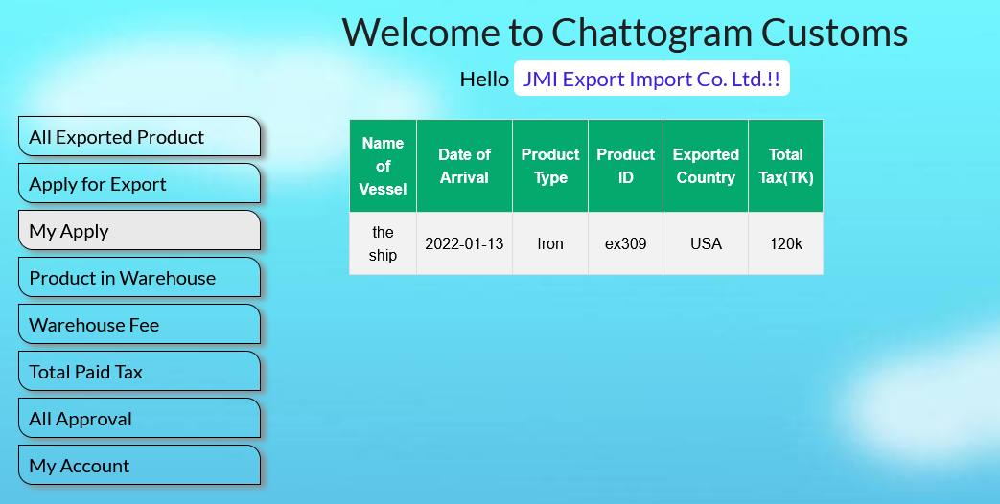 Welcome to Chattogram Customs
Hello JMI Export Import Co. Ltd.!!
All Exported Product
Apply for Export
My Apply
Product in Warehouse
Warehouse Fee
Total Paid Tax
All Approval
My Account
Name of Vessel
Date of Arrival
Product Type
Product ID
Exported Country
Total Tax(TK)
the ship
2022-01-13
Iron
ex309
USA
120k